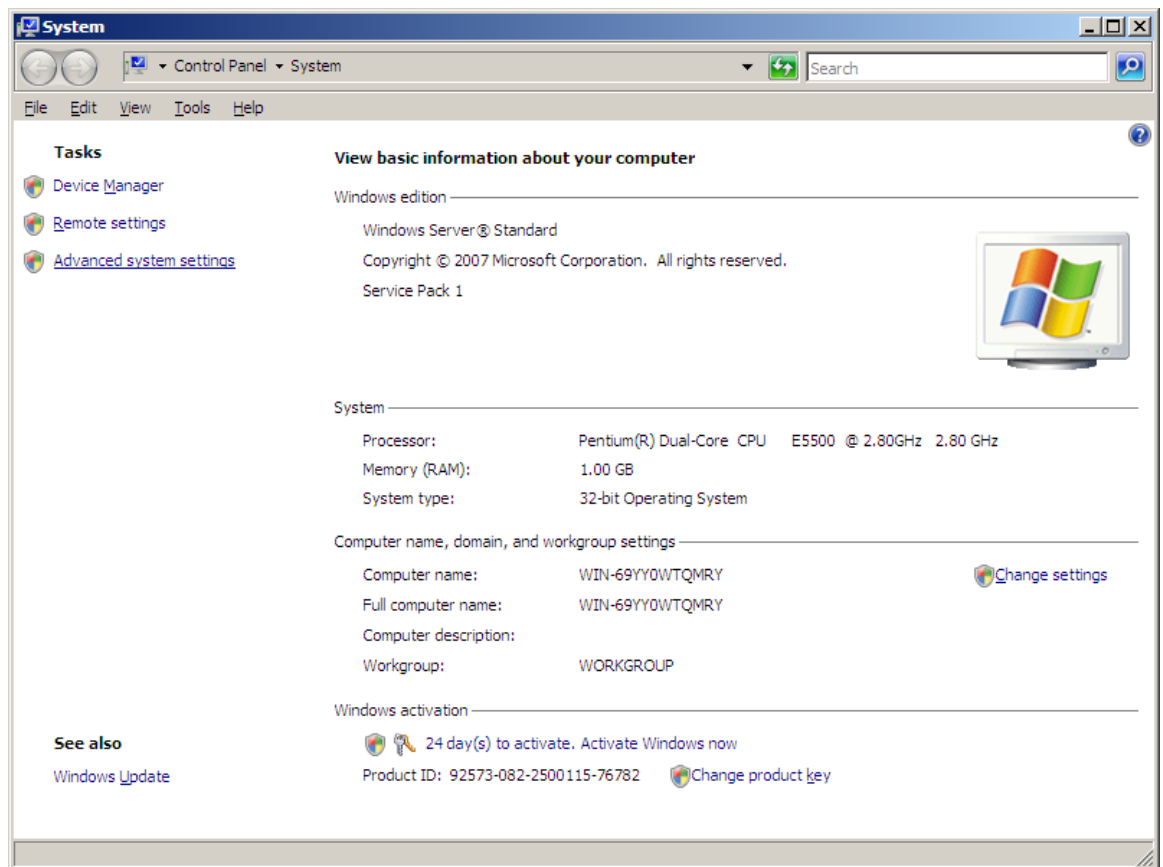 System
Control Panel System
Search
File Edit View Tools Help
Tasks
Device Manager
Remote settings
Advanced system settings
See also
Windows Update
View basic information about your computer
Windows edition
Windows Server® Standard
Copyright © 2007 Microsoft Corporation. All rights reserved.
Service Pack 1
System
Processor: Pentium(R) Dual-Core CPU E5500 @ 2.80GHz 2.80 GHz
Memory (RAM): 1.00 GB
System type: 32-bit Operating System
Computer name, domain, and workgroup settings
Computer name: WIN-69YY0WTQMRY Change settings
Full computer name: WIN-69YY0WTQMRY
Computer description:
Workgroup: WORKGROUP
Windows activation
24 day(s) to activate. Activate Windows now
Product ID: 92573-082-2500115-76782 Change product key